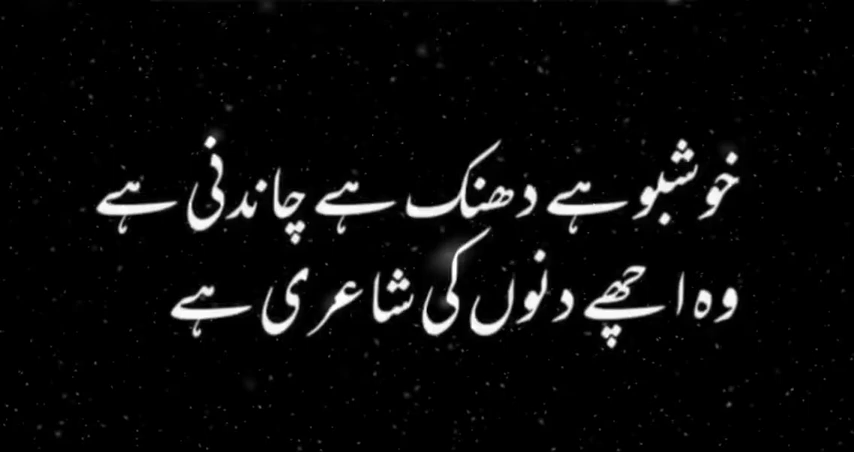 خوشبو ہے دھنک ہے چاندنی ہے
وہ اچھے دنوں کی شاعری ہے